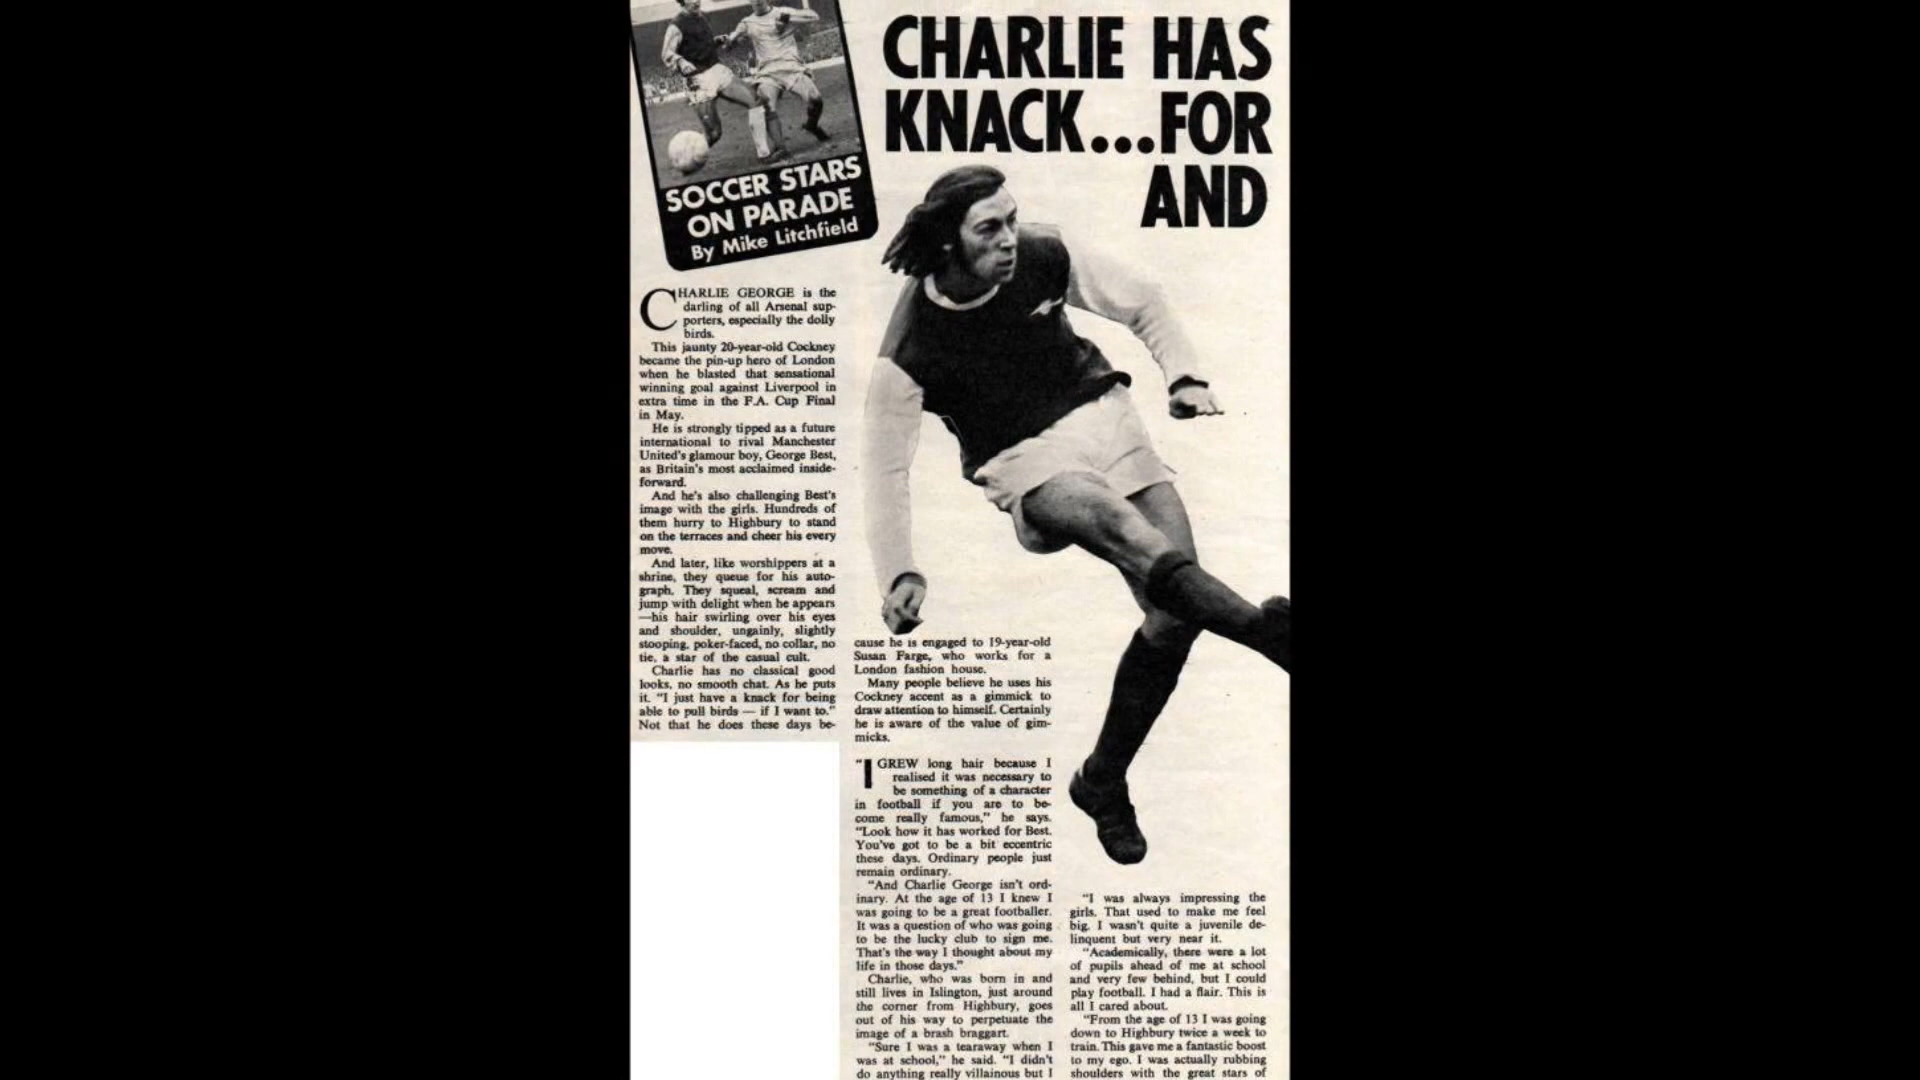 CHARLIE HAS
KNACK...FOR
AND
SOCCER STARS
ON PARADE
By Mike Litchfield
CHARLIE GEORGE is the
darling of all Arsenal sup-
porters, especially the dolly
birds.
This jaunty 20-year-old Cockney
became the pin-up hero of London
when he blasted that sensational
winning goal against Liverpool in
extra time in the F.A. Cup Final
in May.
He is strongly tipped as a future
international to rival Manchester
United's glamour boy, George Best,
as Britain's most acclaimed inside-
forward.
And he's also challenging Best's
image with the girls. Hundreds of
them hurry to Highbury to stand
on the terraces and cheer his every
move.
And later, like worshippers at a
shrine, they queue for his auto-
graph. They squeal, scream and
jump with delight when he appears
—his hair swirling over his eyes
and shoulder, ungainly, slightly
stooping, poker-faced, no collar, no
tie, a star of the casual cult.
Charlie has no classical good
looks, no smooth chat. As he puts
it. "I just have a knack for being
able to pull birds — if I want to."
Not that he does these days be-
cause he is engaged to 19-year-old
Susan Farge, who works for a
London fashion house.
Many people believe he uses his
Cockney accent as a gimmick to
draw attention to himself. Certainly
he is aware of the value of gim-
micks.
"I GREW long hair because I
realised it was necessary to
be something of a character
in football if you are to be-
come really famous," he says.
"Look how it has worked for Best.
You've got to be a bit eccentric
these days. Ordinary people just
remain ordinary.
"And Charlie George isn't ord-
inary. At the age of 13 I knew I
was going to be a great footballer.
It was a question of who was going
to be the lucky club to sign me.
That's the way I thought about my
life in those days."
Charlie, who was born in and
still lives in Islington, just around
the corner from Highbury, goes
out of his way to perpetuate the
image of a brash braggart.
"Sure I was a tearaway when I
was at school," he said. "I didn't
do anything really villainous but I
"I was always impressing the
girls. That used to make me feel
big. I wasn't quite a juvenile de-
linquent but very near it.
"Academically, there were a lot
of pupils ahead of me at school
and very few behind, but I could
play football. I had a flair. This is
all I cared about.
"From the age of 13 I was going
down to Highbury twice a week to
train. This gave me a fantastic boost
to my ego. I was actually rubbing
shoulders with the great stars of